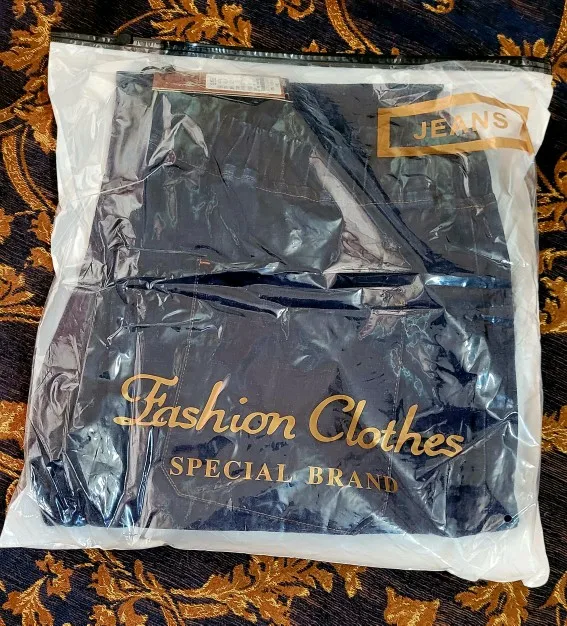 JEANS
Fashion Clothes
SPECIAL BRAND